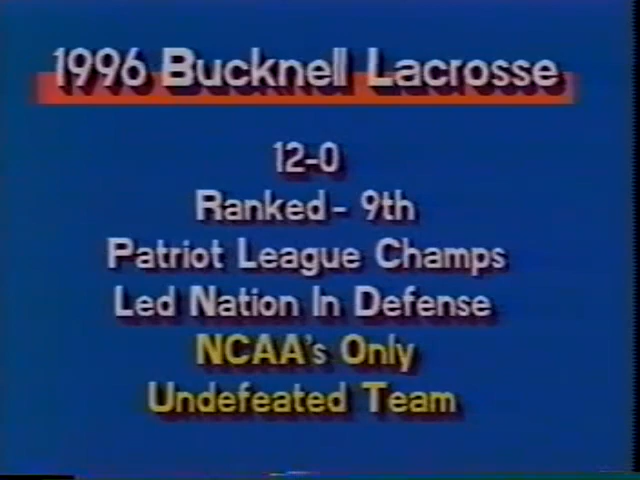 1996 Bucknell Lacrosse
12-0
Ranked- 9th
Patriot League Champs
Led Nation In Defense
NCAA's Only
Undefeated Team